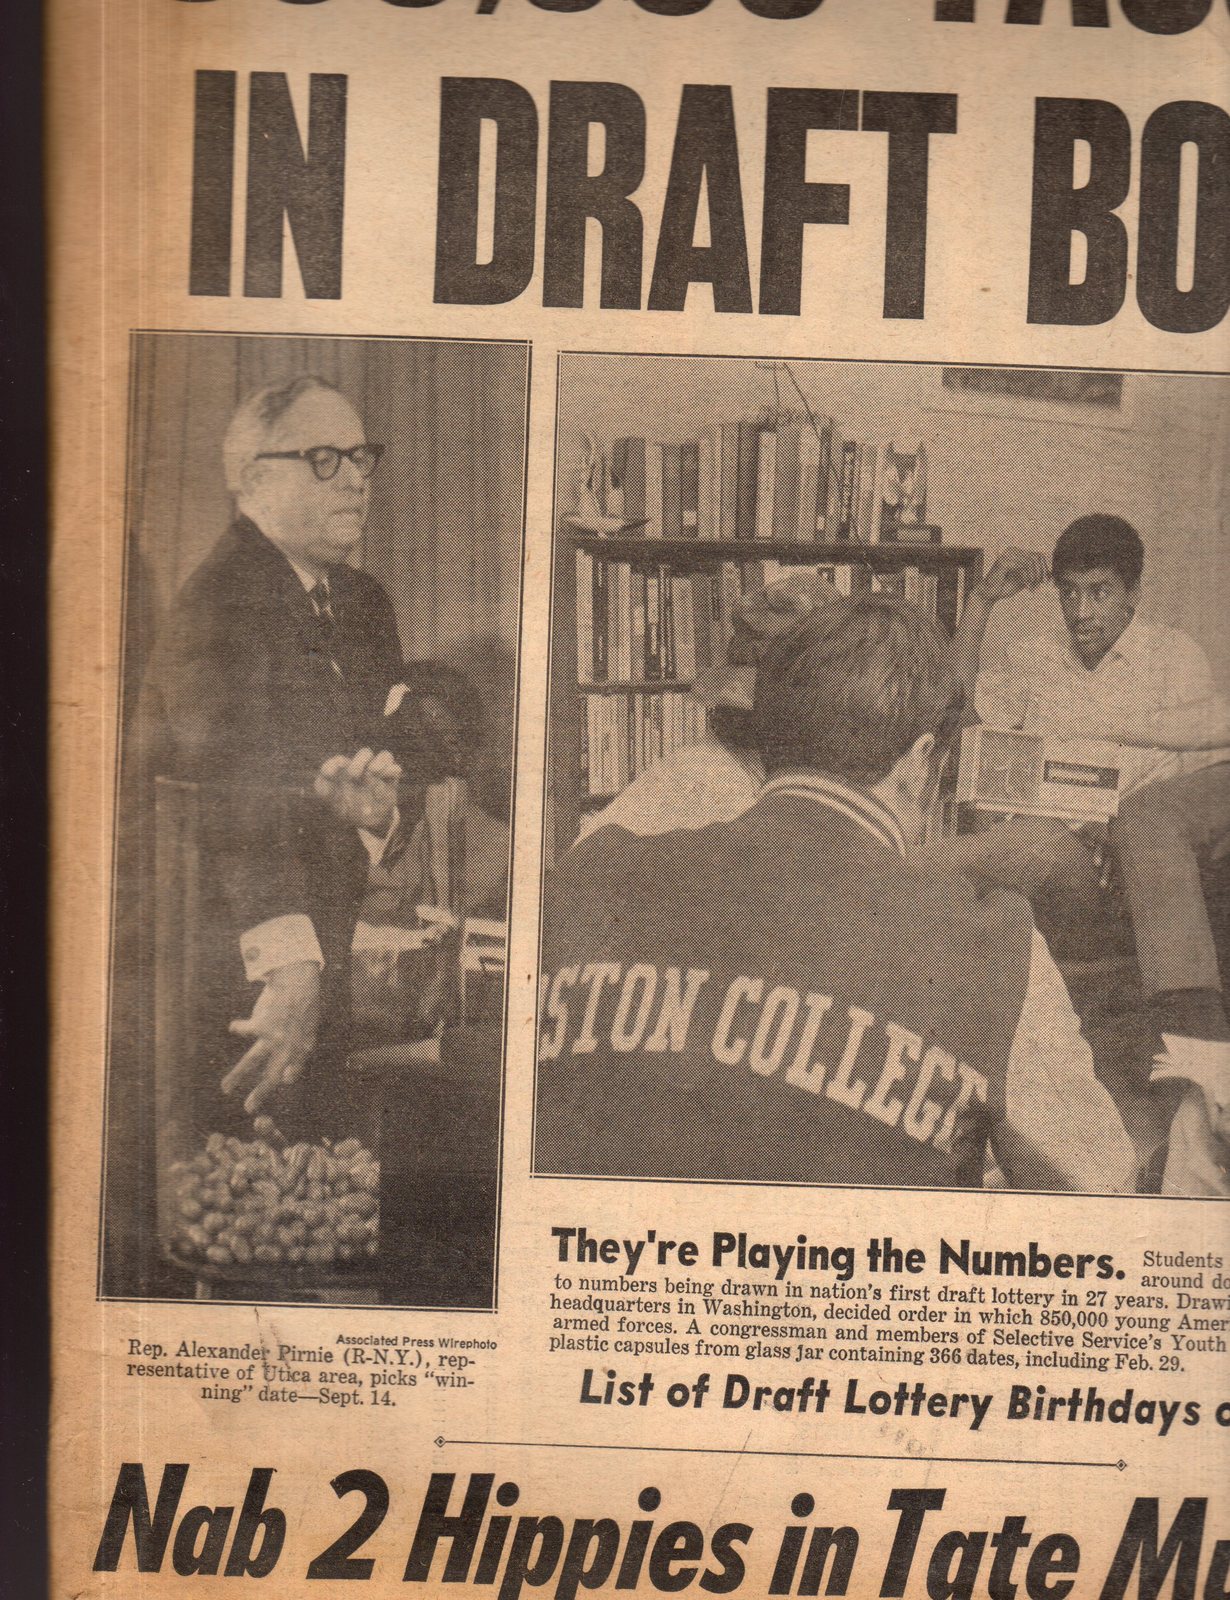 IN DRAFT BO
STON COLLEGE
Associated Press Wirephoto
Rep. Alexander Pirnie (R-N.Y.), rep-
resentative of Utica area, picks “win-
ning” date—Sept. 14.
They're Playing the Numbers. Students
around do
to numbers being drawn in nation's first draft lottery in 27 years. Drawi
headquarters in Washington, decided order in which 850,000 young Amer
armed forces. A congressman and members of Selective Service's Youth
plastic capsules from glass jar containing 366 dates, including Feb. 29.
List of Draft Lottery Birthdays o
Nab 2 Hippies in Tate Mu